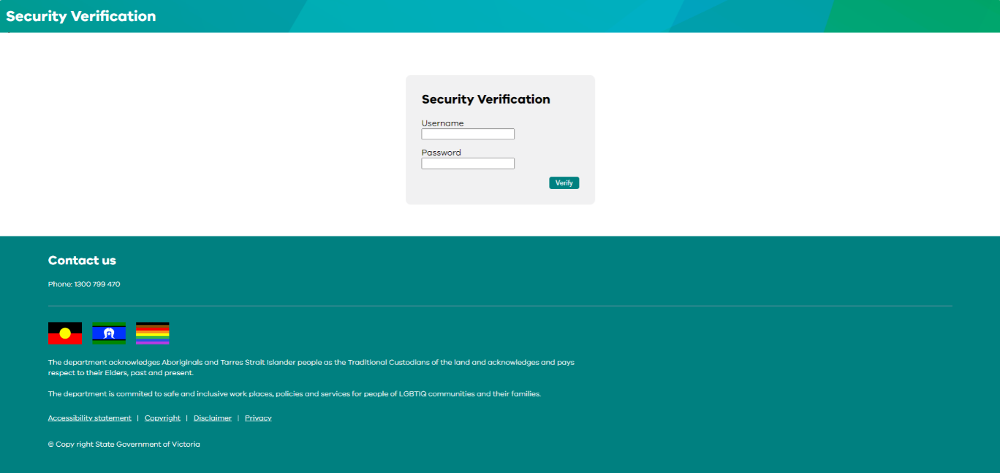 Security Verification
Security Verification
Username
Password
Verify
Contact us
Phone: 1300 799 470
The department acknowledges Aboriginals and Tarres Strait Islander people as the Traditional Custodians of the land and acknowledges and pays
respect to their Elders, past and present.
The department is commited to safe and inclusive work places, policies and services for people of LGBTIQ communities and their families.
Accessibility statement | Copyright | Disclaimer | Privacy
© Copy right State Government of Victoria